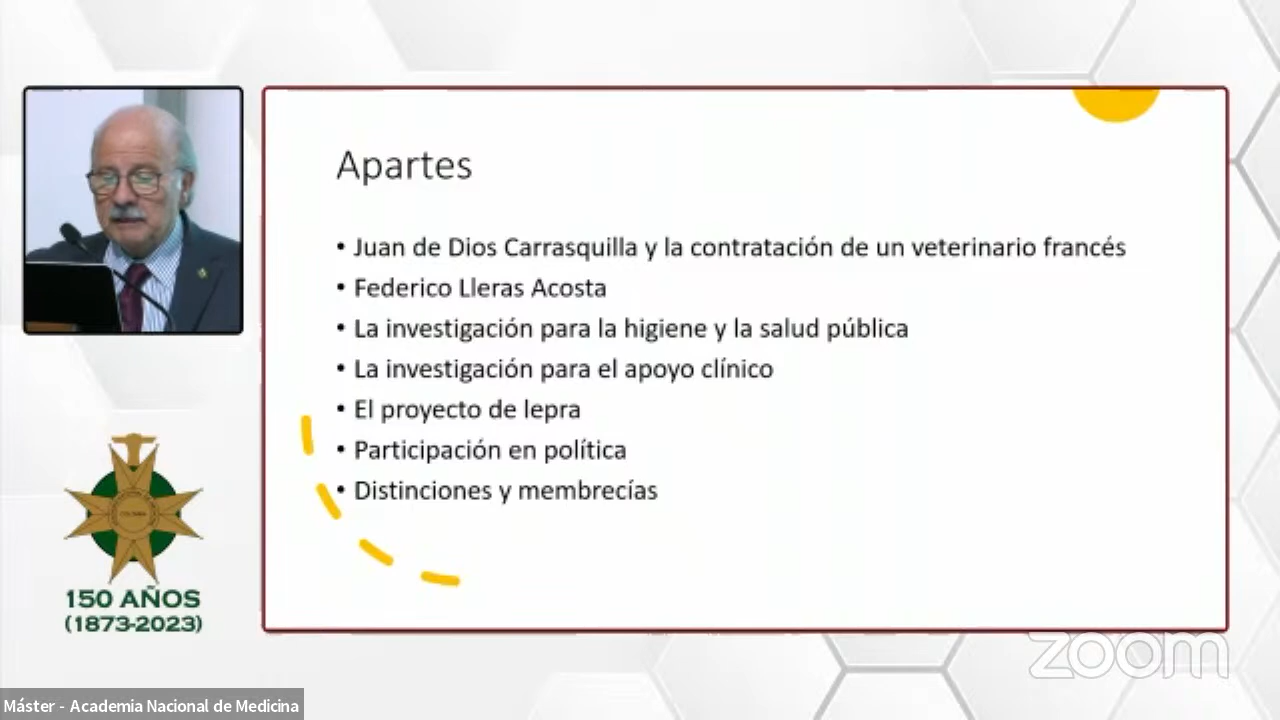 Apartes
• Juan de Dios Carrasquilla y la contratación de un veterinario francés
• Federico Lleras Acosta
• La investigación para la higiene y la salud pública
• La investigación para el apoyo clínico
• El proyecto de lepra
• Participación en política
• Distinciones y membrecías
150 AÑOS
(1873-2023)
zoom
Máster - Academia Nacional de Medicina